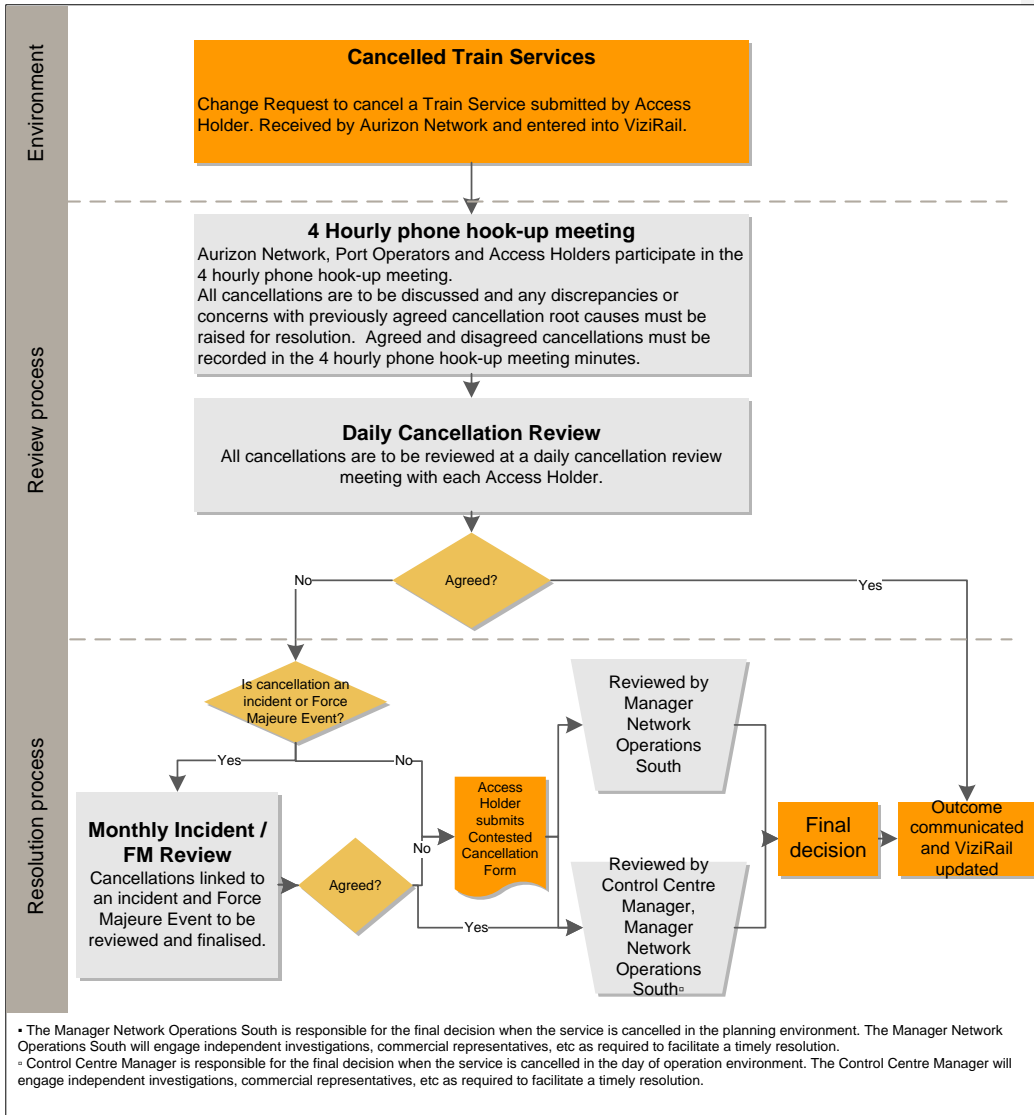 Environment
Cancelled Train Services
Change Request to cancel a Train Service submitted by Access
Holder. Received by Aurizon Network and entered into ViziRail.
Review process
4 Hourly phone hook-up meeting
Aurizon Network, Port Operators and Access Holders participate in the
4 hourly phone hook-up meeting.
All cancellations are to be discussed and any discrepancies or
concerns with previously agreed cancellation root causes must be
raised for resolution.  Agreed and disagreed cancellations must be
recorded in the 4 hourly phone hook-up meeting minutes.
Daily Cancellation Review
All cancellations are to be reviewed at a daily cancellation review
meeting with each Access Holder.
Agreed?
No
Yes
Resolution process
Is cancellation an
incident or Force
Majeure Event?
Yes
No
Monthly Incident /
FM Review
Cancellations linked to
an incident and Force
Majeure Event to be
reviewed and finalised.
Agreed?
No
Yes
Access
Holder
submits
Contested
Cancellation
Form
Reviewed by
Manager
Network
Operations
South
Reviewed by
Control Centre
Manager,
Manager
Network
Operations
South▫
Final
decision
Outcome
communicated
and ViziRail
updated
▪ The Manager Network Operations South is responsible for the final decision when the service is cancelled in the planning environment. The Manager Network
Operations South will engage independent investigations, commercial representatives, etc as required to facilitate a timely resolution.
▫ Control Centre Manager is responsible for the final decision when the service is cancelled in the day of operation environment. The Control Centre Manager will
engage independent investigations, commercial representatives, etc as required to facilitate a timely resolution.